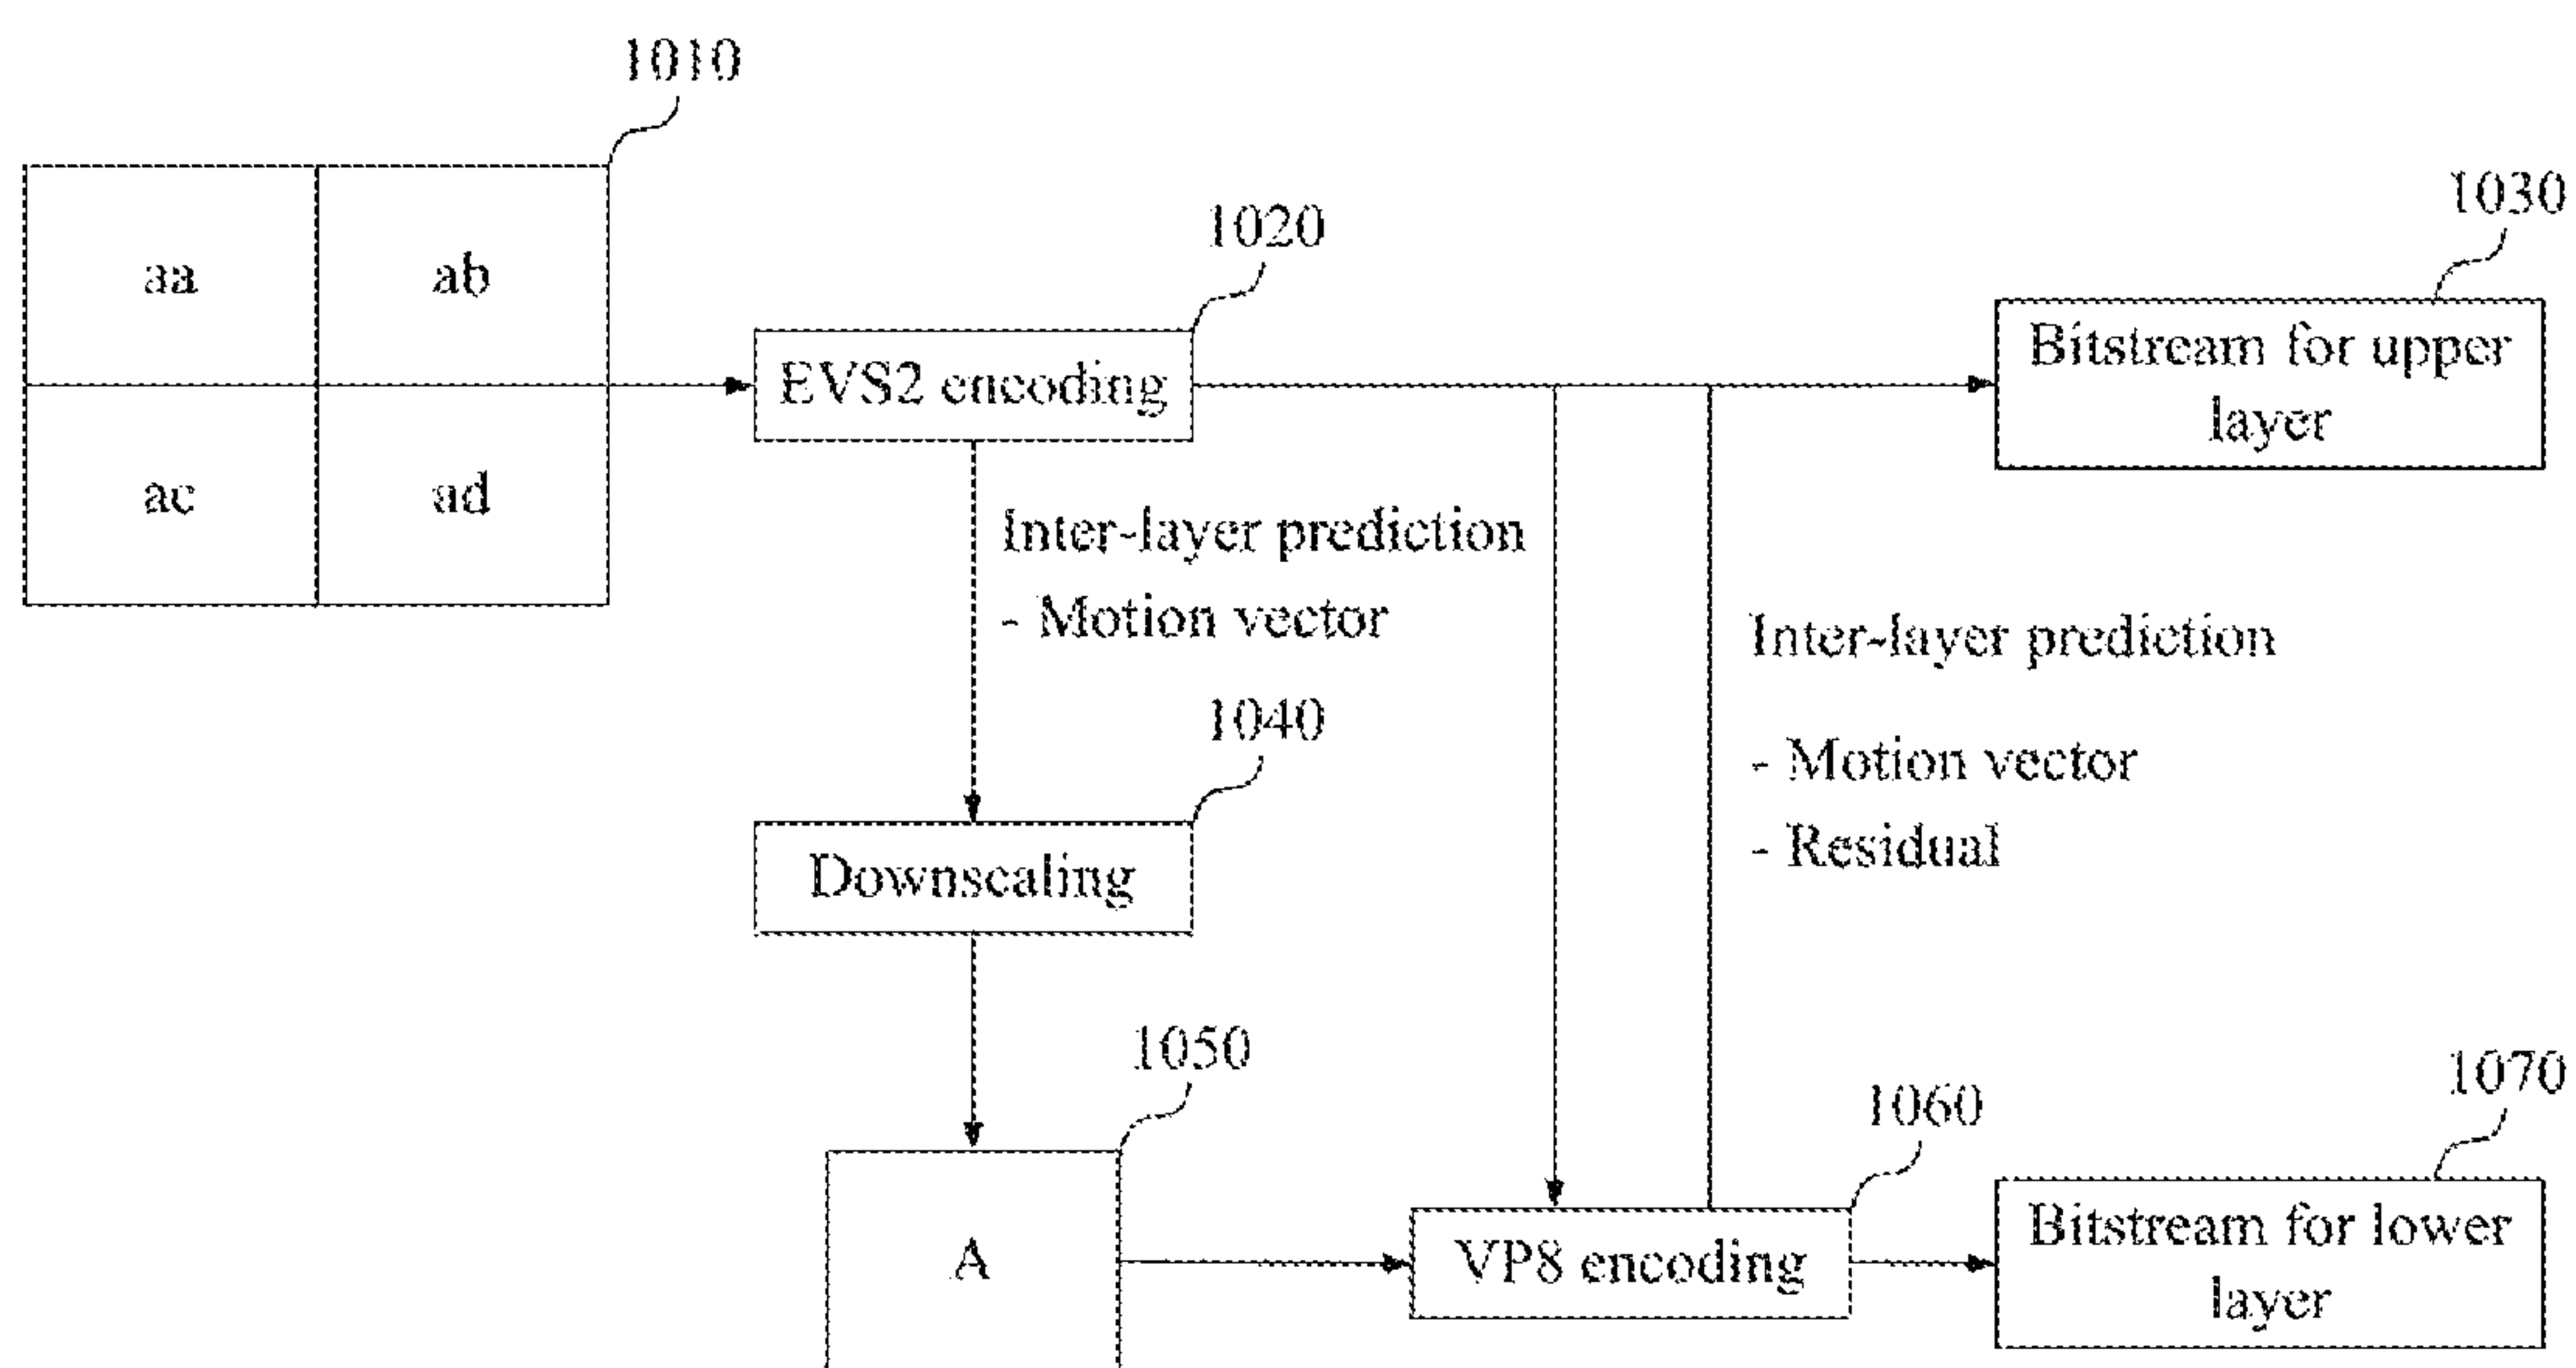 1010
aa
ab
ac
ad
1020
EVS2 encoding
1030
Bitstream for upper
layer
Inter-layer prediction
- Motion vector
Inter-layer prediction
- Motion vector
- Residual
1040
Downscaling
1050
A
1060
VP8 encoding
1070
Bitstream for lower
layer